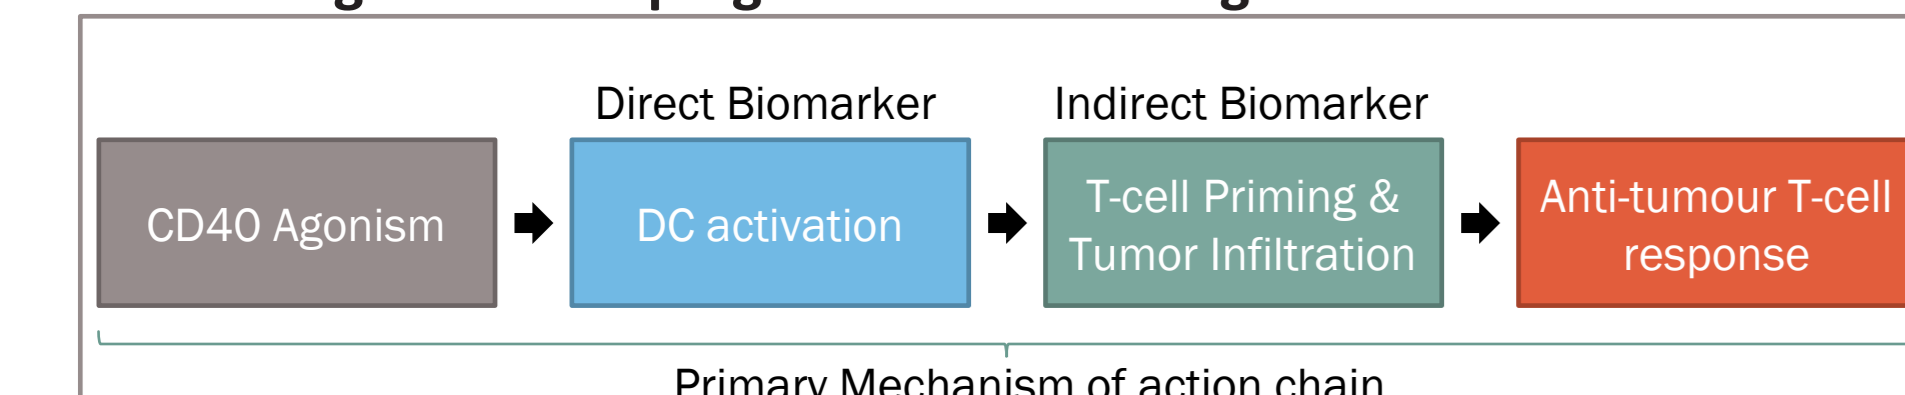 Direct Biomarker
Indirect Biomarker
CD40 Agonism
DC activation
T-cell Priming &
Tumor Infiltration
Anti-tumour T-cell
response
Primary Mechanism of action chain